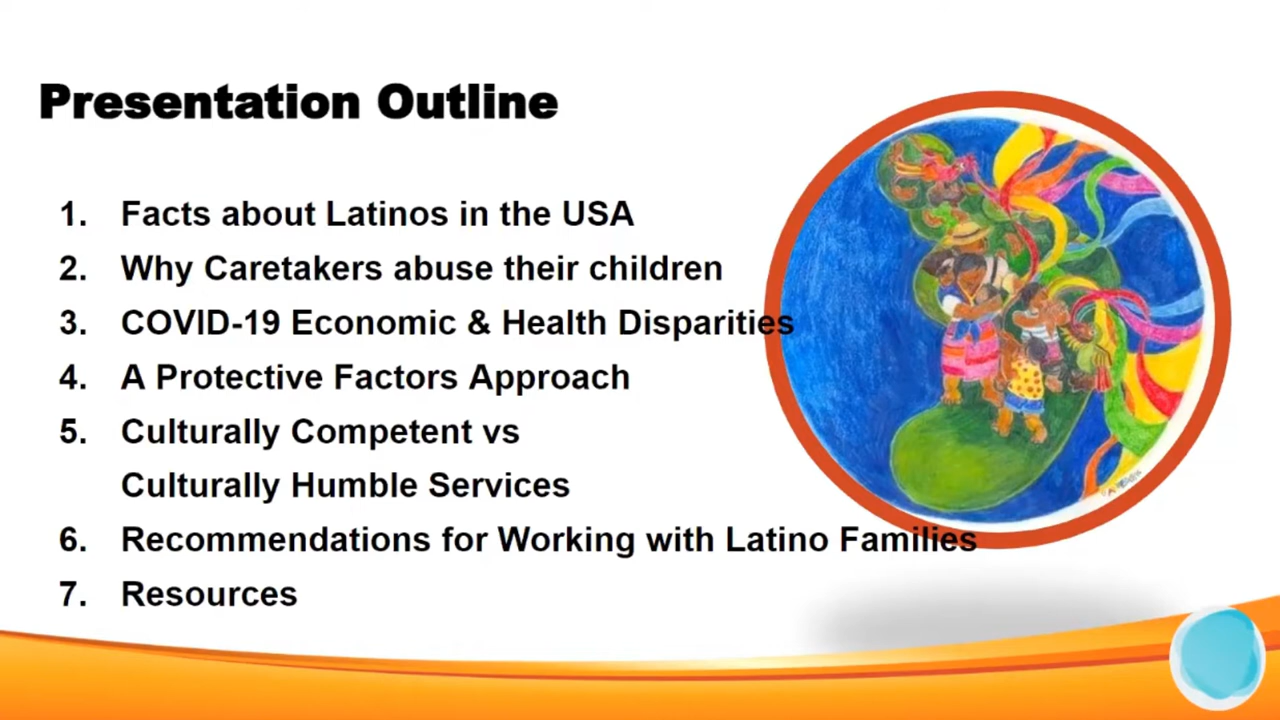 Presentation Outline
1. Facts about Latinos in the USA
2. Why Caretakers abuse their children
3. COVID-19 Economic & Health Disparities
4. A Protective Factors Approach
5. Culturally Competent vs
Culturally Humble Services
6. Recommendations for Working with Latino Families
7. Resources